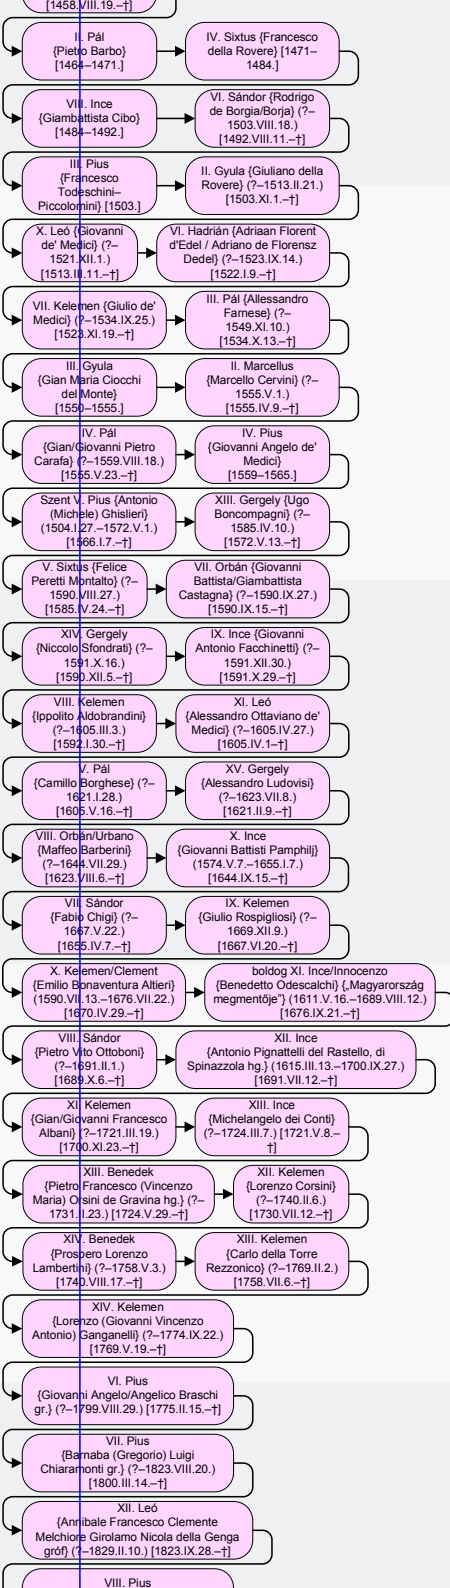 [1458.VIII.19.–†]
II. Pál
{Pietro Barbo}
[1464–1471.]
IV. Sixtus {Francesco
della Rovere} [1471–
1484.]
VIII. Ince
{Giambattista Cibo}
[1484–1492.]
VI. Sándor {Rodrigo
de Borgia/Borja} (?–
1503.VIII.18.)
[1492.VIII.11.–†]
III. Pius
{Francesco
Todeschini–
Piccolomini} [1503.]
II. Gyula {Giuliano della
Rovere} (?–1513.II.21.)
[1503.XI.1.–†]
X. Leó {Giovanni
de' Medici} (?–
1521.XII.1.)
[1513.III.11.–†]
VI. Hadrián {Adriaan Florent
d'Edel / Adriano de Florensz
Dedel} (?–1523.IX.14.)
[1522.I.9.–†]
VII. Kelemen {Giulio de'
Medici} (?–1534.IX.25.)
[1523.XI.19.–†]
III. Pál {Allessandro
Farnese} (?–
1549.XI.10.)
[1534.X.13.–†]
III. Gyula
{Gian Maria Ciocchi
del Monte}
[1550–1555.]
II. Marcellus
{Marcello Cervini} (?–
1555.V.1.)
[1555.IV.9.–†]
IV. Pál
{Gian/Giovanni Pietro
Carafa} (?–1559.VIII.18.)
[1555.V.23.–†]
IV. Pius
{Giovanni Angelo de'
Medici}
[1559–1565.]
Szent V. Pius {Antonio
(Michele) Ghislieri}
(1504.I.27.–1572.V.1.)
[1566.I.7.–†]
XIII. Gergely {Ugo
Boncompagni} (?–
1585.IV.10.)
[1572.V.13.–†]
V. Sixtus {Felice
Peretti Montalto} (?–
1590.VIII.27.)
[1585.IV.24.–†]
VII. Orbán {Giovanni
Battista/Giambattista
Castagna} (?–1590.IX.27.)
[1590.IX.15.–†]
XIV. Gergely
{Niccolo Sfondrati} (?–
1591.X.16.)
[1590.XII.5.–†]
IX. Ince {Giovanni
Antonio Facchinetti} (?–
1591.XII.30.)
[1591.X.29.–†]
VIII. Kelemen
{Ippolito Aldobrandini}
(?–1605.III.3.)
[1592.I.30.–†]
XI. Leó
{Alessandro Ottaviano de'
Medici} (?–1605.IV.27.)
[1605.IV.1–†]
V. Pál
{Camillo Borghese} (?–
1621.I.28.)
[1605.V.16.–†]
XV. Gergely
{Alessandro Ludovisi}
(?–1623.VII.8.)
[1621.II.9.–†]
VIII. Orbán/Urbano
{Maffeo Barberini}
(?–1644.VII.29.)
[1623.VIII.6.–†]
X. Ince
{Giovanni Battisti Pamphilj}
(1574.V.7.–1655.I.7.)
[1644.IX.15.–†]
VII. Sándor
{Fabio Chigi} (?–
1667.V.22.)
[1655.IV.7.–†]
IX. Kelemen
{Giulio Rospigliosi} (?–
1669.XII.9.)
[1667.VI.20.–†]
X. Kelemen/Clement
{Emilio Bonaventura Altieri}
(1590.VII.13.–1676.VII.22.)
[1670.IV.29.–†]
boldog XI. Ince/Innocenzo
{Benedetto Odescalchi} {„Magyarország
megmentője"} (1611.V.16.–1689.VIII.12.)
[1676.IX.21.–†]
VIII. Sándor
{Pietro Vito Ottoboni}
(?–1691.II.1.)
[1689.X.6.–†]
XII. Ince
{Antonio Pignattelli del Rastello, di
Spinazzola hg.} (1615.III.13.–1700.IX.27.)
[1691.VII.12.–†]
XI. Kelemen
{Gian/Giovanni Francesco
Albani} (?–1721.III.19.)
[1700.XI.23.–†]
XIII. Ince
{Michelangelo dei Conti}
(?–1724.III.7.) [1721.V.8.–
†]
XIII. Benedek
{Pietro Francesco (Vincenzo
Maria) Orsini de Gravina hg.} (?–
1731.II.23.) [1724.V.29.–†]
XII. Kelemen
{Lorenzo Corsini}
(?–1740.II.6.)
[1730.VII.12.–†]
XIV. Benedek
{Prospero Lorenzo
Lambertini} (?–1758.V.3.)
[1740.VIII.17.–†]
XIII. Kelemen
{Carlo della Torre
Rezzonico} (?–1769.II.2.)
[1758.VII.6.–†]
XIV. Kelemen
{Lorenzo (Giovanni Vincenzo
Antonio) Ganganelli} (?–1774.IX.22.)
[1769.V.19.–†]
VI. Pius
{Giovanni Angelo/Angelico Braschi
gr.} (?–1799.VIII.29.) [1775.II.15.–†]
VII. Pius
{Barnaba (Gregorio) Luigi
Chiaramonti gr.} (?–1823.VIII.20.)
[1800.III.14.–†]
XII. Leó
{Annibale Francesco Clemente
Melchiore Girolamo Nicola della Genga
gróf} (?–1829.II.10.) [1823.IX.28.–†]
VIII. Pius